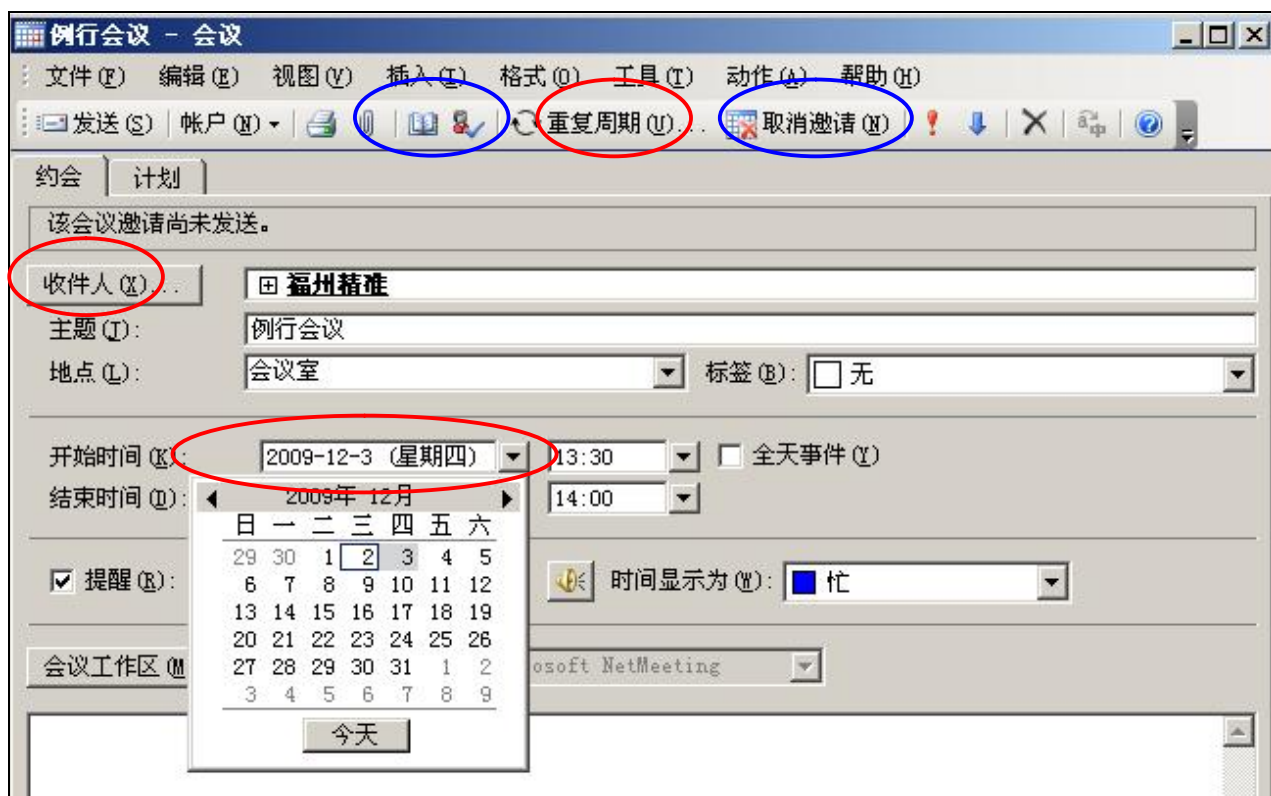 例行会议 - 会议
文件(F) 编辑(E) 视图(V) 插入(I) 格式(O) 工具(T) 动作(A) 帮助(H)
发送(S) 帐户(N) 重复周期(U)... 取消邀请(N)
约会 计划
该会议邀请尚未发送。
收件人(X)... 福州精准
主题(J): 例行会议
地点(L): 会议室 标签(B): 无
开始时间(K): 2009-12-3 (星期四) 13:30 全天事件(Y)
结束时间(D): 14:00
2009年 12月
日 一 二 三 四 五 六
29 30 1 2 3 4 5
6 7 8 9 10 11 12
13 14 15 16 17 18 19
20 21 22 23 24 25 26
27 28 29 30 31 1 2
3 4 5 6 7 8 9
今天
提醒(R): 时间显示为(W): 忙
会议工作区(M osoft NetMeeting